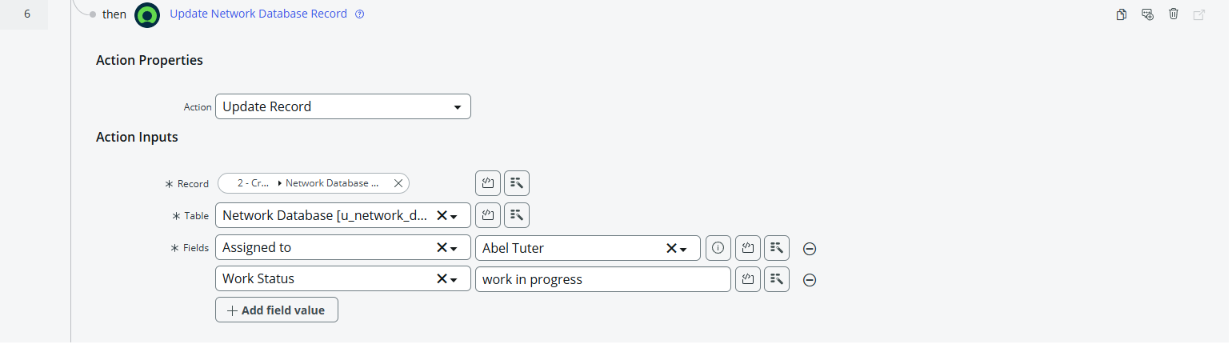 6
then Update Network Database Record
Action Properties
Action Update Record
Action Inputs
* Record 2 - Cr... Network Database ...
* Table Network Database [u_network_d...
* Fields Assigned to Abel Tuter
Work Status work in progress
+ Add field value